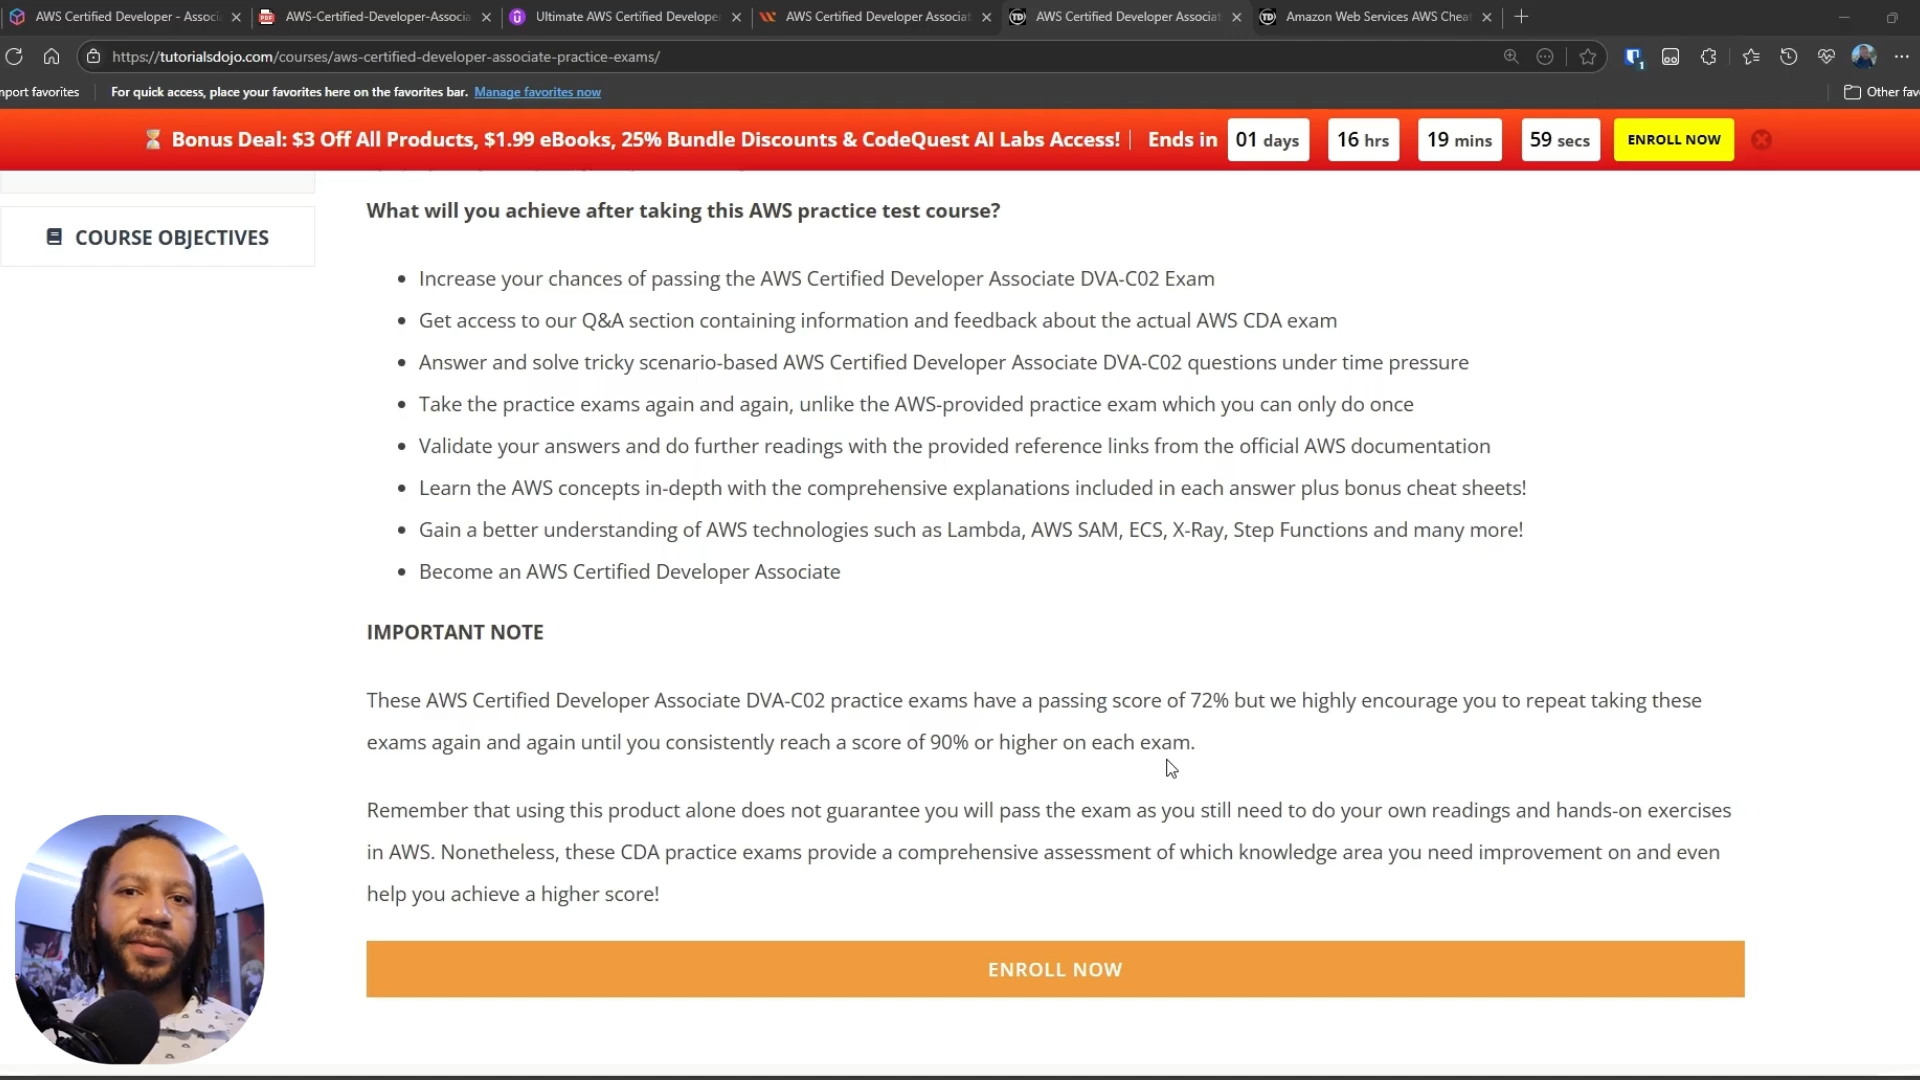 AWS Certified Developer - Associ
AWS-Certified-Developer-Associa
Ultimate AWS Certified Develope
AWS Certified Developer Associat
AWS Certified Developer Associat
Amazon Web Services AWS Chea
https://tutorialsdojo.com/courses/aws-certified-developer-associate-practice-exams/
mport favorites
For quick access, place your favorites here on the favorites bar. Manage favorites now
Other fav
Bonus Deal: $3 Off All Products, $1.99 eBooks, 25% Bundle Discounts & CodeQuest AI Labs Access! | Ends in 01 days 16 hrs 19 mins 59 secs ENROLL NOW
COURSE OBJECTIVES
What will you achieve after taking this AWS practice test course?
• Increase your chances of passing the AWS Certified Developer Associate DVA-C02 Exam
• Get access to our Q&A section containing information and feedback about the actual AWS CDA exam
• Answer and solve tricky scenario-based AWS Certified Developer Associate DVA-C02 questions under time pressure
• Take the practice exams again and again, unlike the AWS-provided practice exam which you can only do once
• Validate your answers and do further readings with the provided reference links from the official AWS documentation
• Learn the AWS concepts in-depth with the comprehensive explanations included in each answer plus bonus cheat sheets!
• Gain a better understanding of AWS technologies such as Lambda, AWS SAM, ECS, X-Ray, Step Functions and many more!
• Become an AWS Certified Developer Associate
IMPORTANT NOTE
These AWS Certified Developer Associate DVA-C02 practice exams have a passing score of 72% but we highly encourage you to repeat taking these
exams again and again until you consistently reach a score of 90% or higher on each exam.
Remember that using this product alone does not guarantee you will pass the exam as you still need to do your own readings and hands-on exercises
in AWS. Nonetheless, these CDA practice exams provide a comprehensive assessment of which knowledge area you need improvement on and even
help you achieve a higher score!
ENROLL NOW